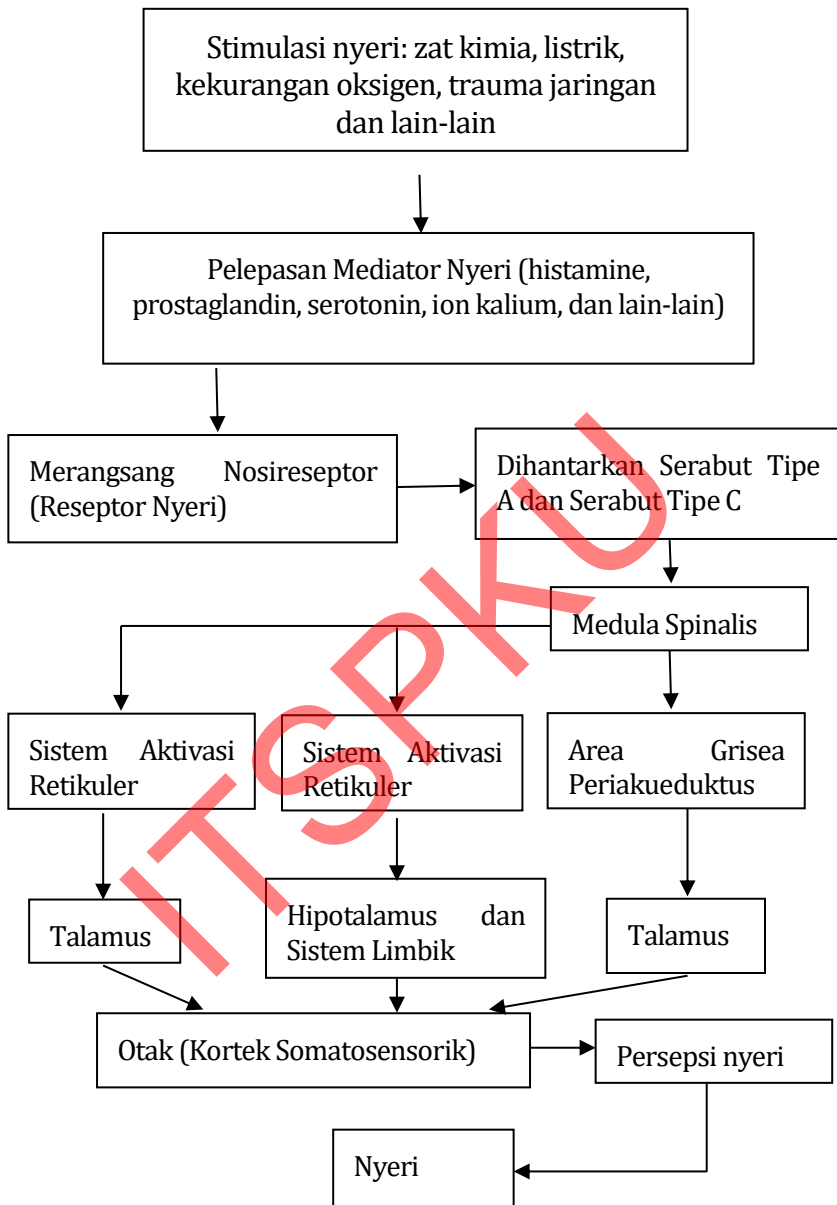 Stimulasi nyeri: zat kimia, listrik,
kekurangan oksigen, trauma jaringan
dan lain-lain
Pelepasan Mediator Nyeri (histamine,
prostaglandin, serotonin, ion kalium, dan lain-lain)
Merangsang Nosireseptor
(Reseptor Nyeri)
Dihantarkan Serabut Tipe
A dan Serabut Tipe C
Medula Spinalis
Sistem Aktivasi
Retikuler
Sistem Aktivasi
Retikuler
Area Grisea
Periakueduktus
Talamus
Hipotalamus dan
Sistem Limbik
Talamus
Otak (Kortek Somatosensorik)
Persepsi nyeri
Nyeri
ITSPKU